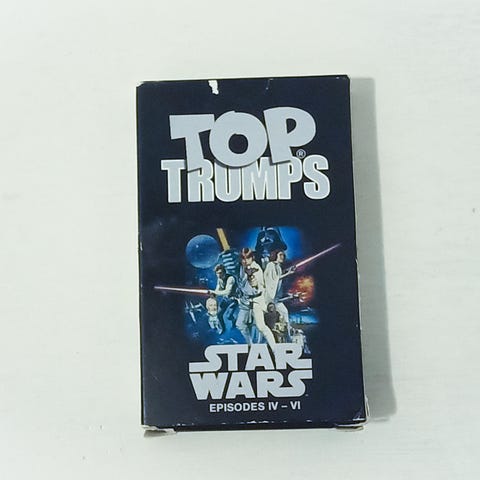 TOP®
TRUMPS
STAR
WARS
EPISODES IV – VI